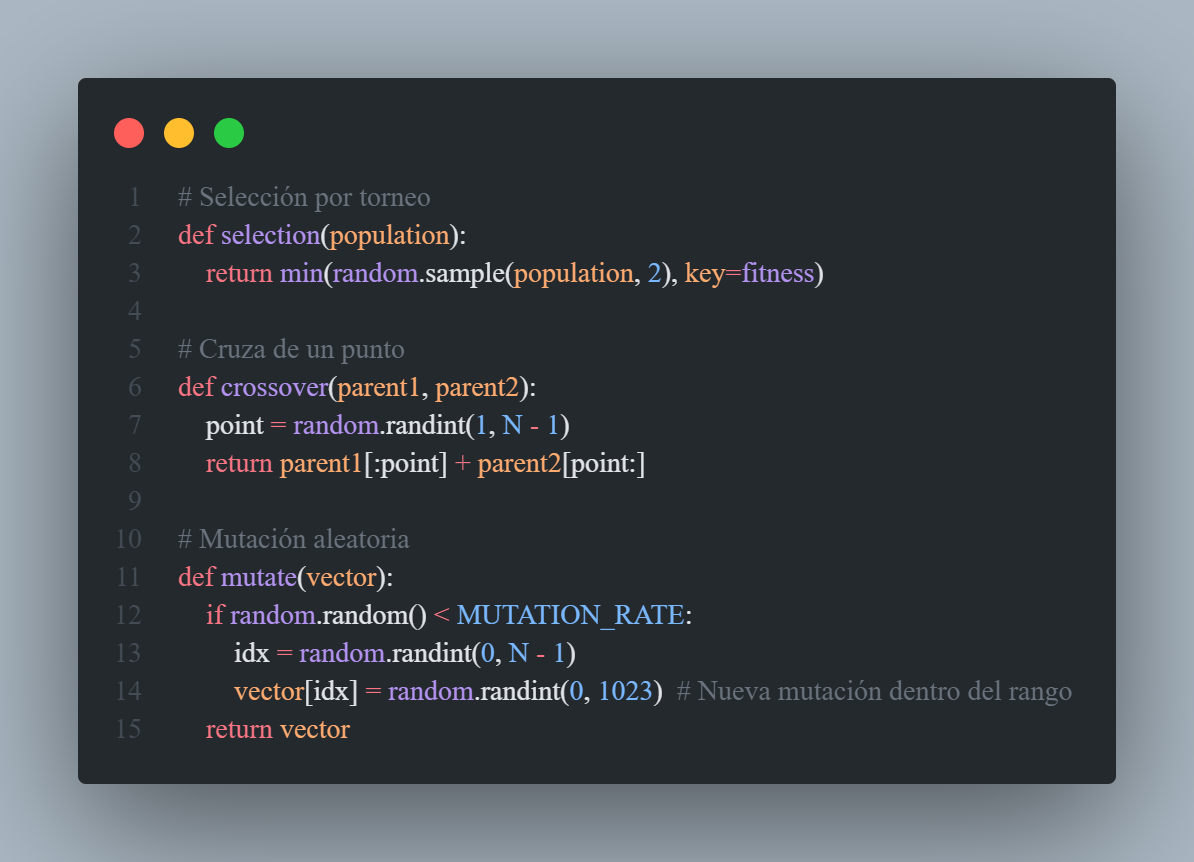 1 # Selección por torneo
2 def selection(population):
3     return min(random.sample(population, 2), key=fitness)
4
5 # Cruza de un punto
6 def crossover(parent1, parent2):
7     point = random.randint(1, N - 1)
8     return parent1[:point] + parent2[point:]
9
10 # Mutación aleatoria
11 def mutate(vector):
12     if random.random() < MUTATION_RATE:
13         idx = random.randint(0, N - 1)
14         vector[idx] = random.randint(0, 1023)  # Nueva mutación dentro del rango
15     return vector